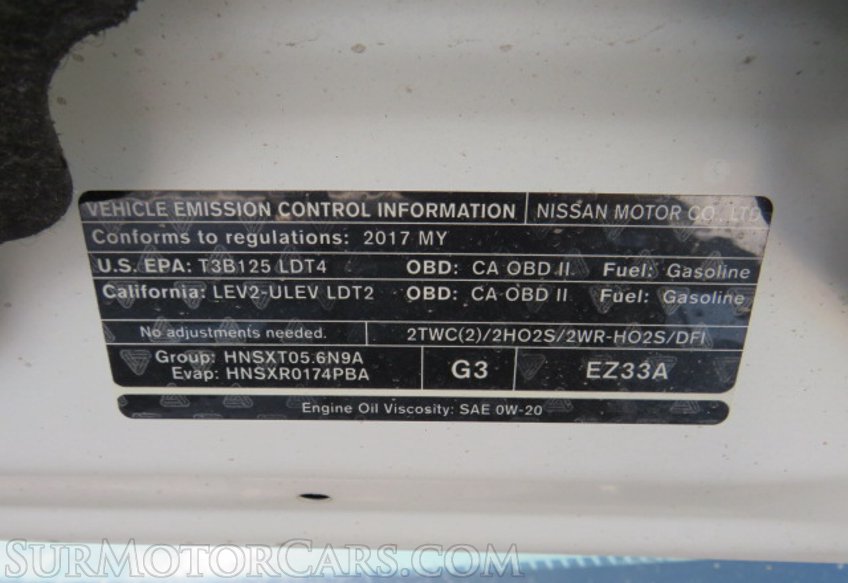 VEHICLE EMISSION CONTROL INFORMATION NISSAN MOTOR CO., LTD
Conforms to regulations: 2017 MY
U.S. EPA: T3B125 LDT4 OBD: CA OBD II Fuel: Gasoline
California: LEV2-ULEV LDT2 OBD: CA OBD II Fuel: Gasoline
No adjustments needed. 2TWC(2)/2HO2S/2WR-HO2S/DFI
Group: HNSXT05.6N9A
Evap: HNSXR0174PBA
G3 EZ33A
Engine Oil Viscosity: SAE 0W-20
SurMotorCars.com